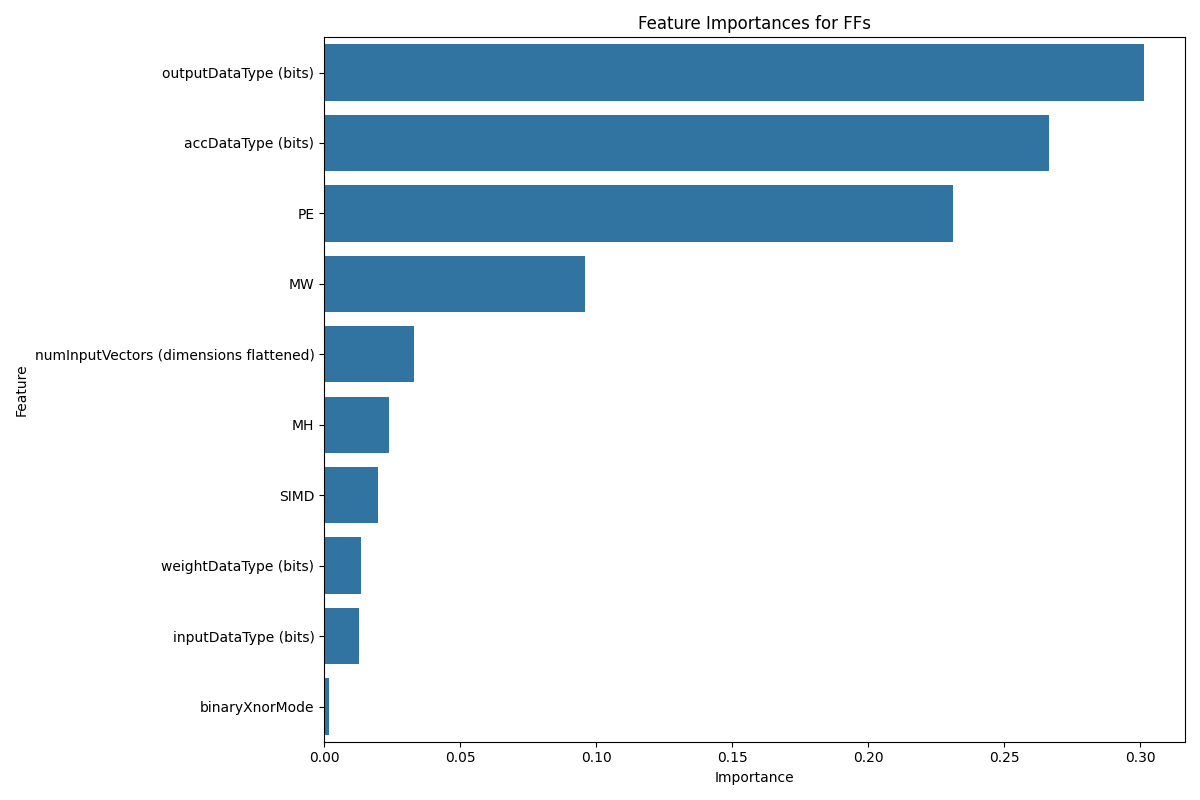 Feature Importances for FFs
outputDataType (bits)
accDataType (bits)
PE
MW
numInputVectors (dimensions flattened)
MH
SIMD
weightDataType (bits)
inputDataType (bits)
binaryXnorMode
Feature
0.00 0.05 0.10 0.15 0.20 0.25 0.30
Importance